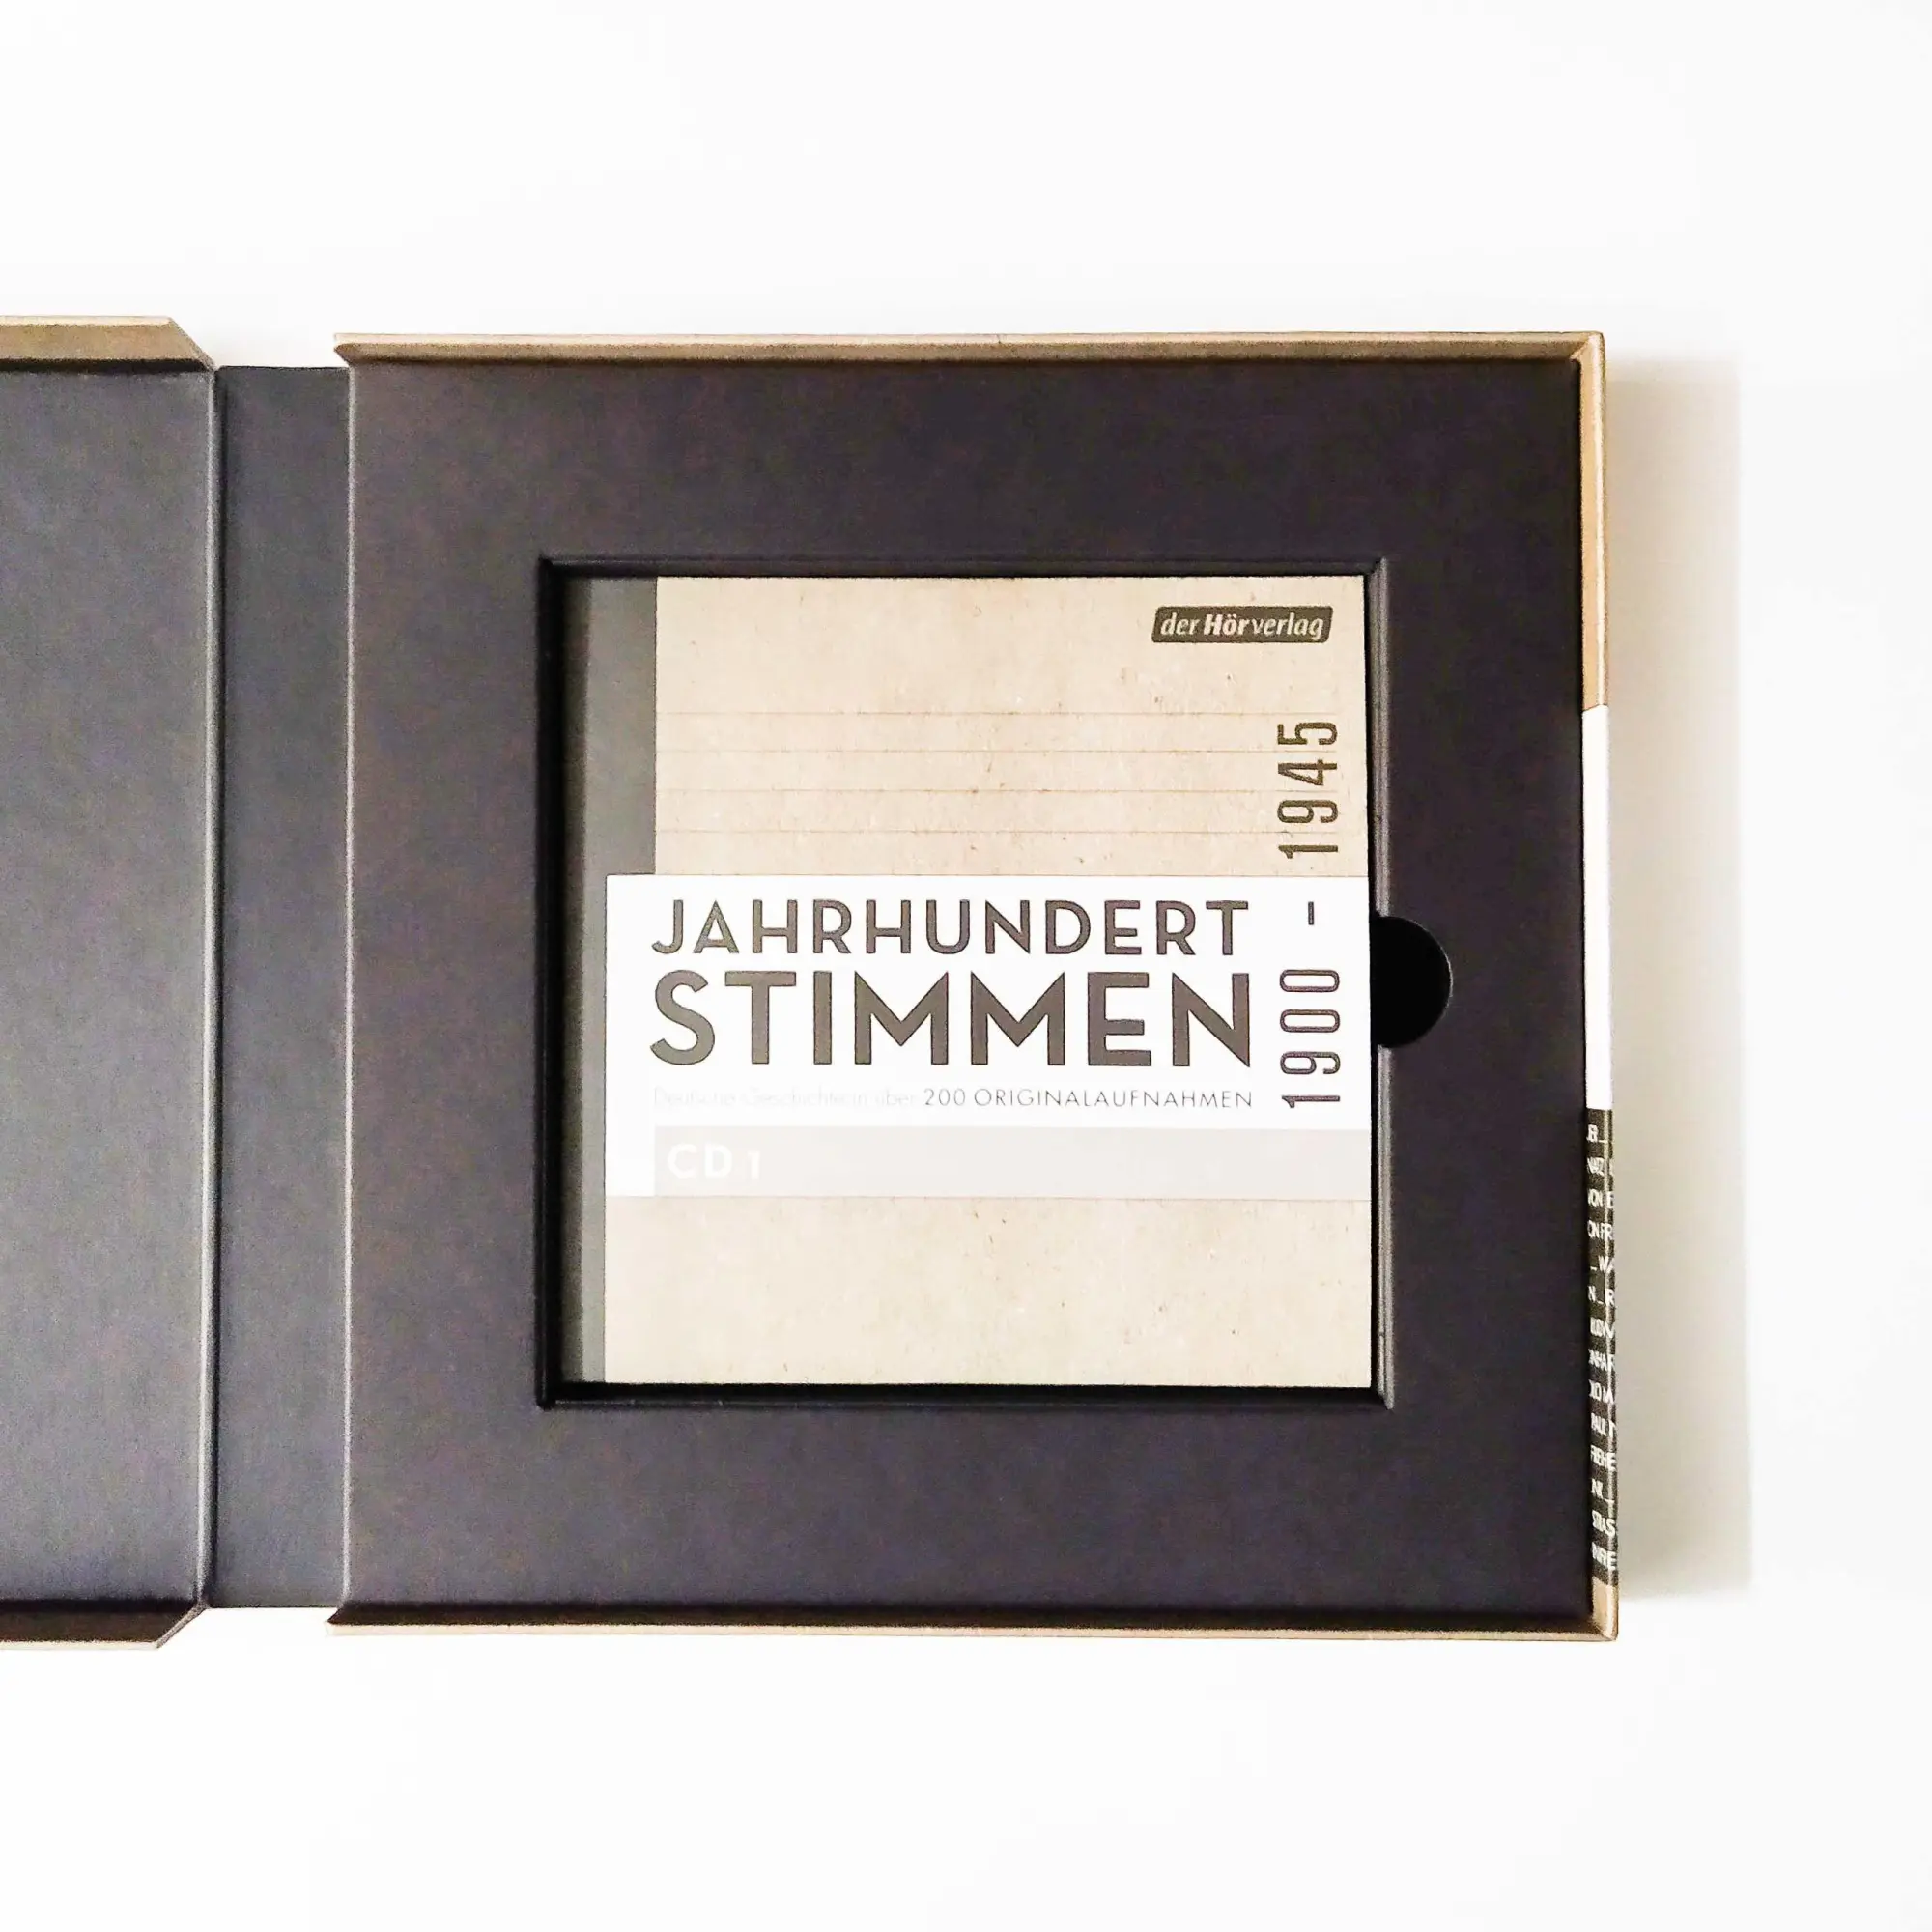 der Hörverlag
1900 – 1945
JAHRHUNDERT
STIMMEN
Deutsche Geschichte in über 200 ORIGINALAUFNAHMEN
CD 1